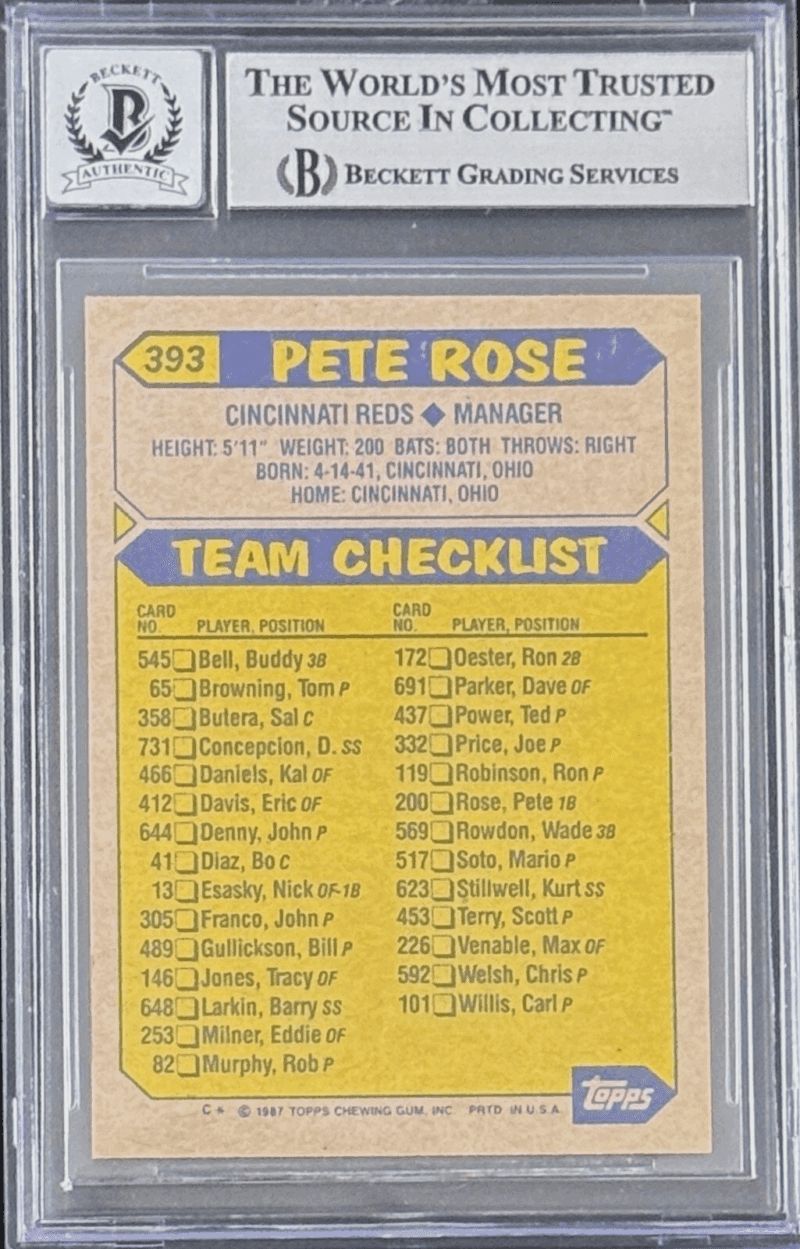 BECKETT
B
AUTHENTIC
THE WORLD'S MOST TRUSTED
SOURCE IN COLLECTING™
(B) BECKETT GRADING SERVICES
393 PETE ROSE
CINCINNATI REDS ◆ MANAGER
HEIGHT: 5'11" WEIGHT: 200 BATS: BOTH THROWS: RIGHT
BORN: 4-14-41, CINCINNATI, OHIO
HOME: CINCINNATI, OHIO
TEAM CHECKLIST
CARD
NO. PLAYER, POSITION
545 Bell, Buddy 3B
65 Browning, Tom P
358 Butera, Sal C
731 Concepcion, D. SS
466 Daniels, Kal OF
412 Davis, Eric OF
644 Denny, John P
41 Diaz, Bo C
13 Esasky, Nick OF-1B
305 Franco, John P
489 Gullickson, Bill P
146 Jones, Tracy OF
648 Larkin, Barry SS
253 Milner, Eddie OF
82 Murphy, Rob P
CARD
NO. PLAYER, POSITION
172 Oester, Ron 2B
691 Parker, Dave OF
437 Power, Ted P
332 Price, Joe P
119 Robinson, Ron P
200 Rose, Pete 1B
569 Rowdon, Wade 3B
517 Soto, Mario P
623 Stillwell, Kurt SS
453 Terry, Scott P
226 Venable, Max OF
592 Welsh, Chris P
101 Willis, Carl P
topps
C* © 1987 TOPPS CHEWING GUM, INC. PRTD. IN U.S.A.